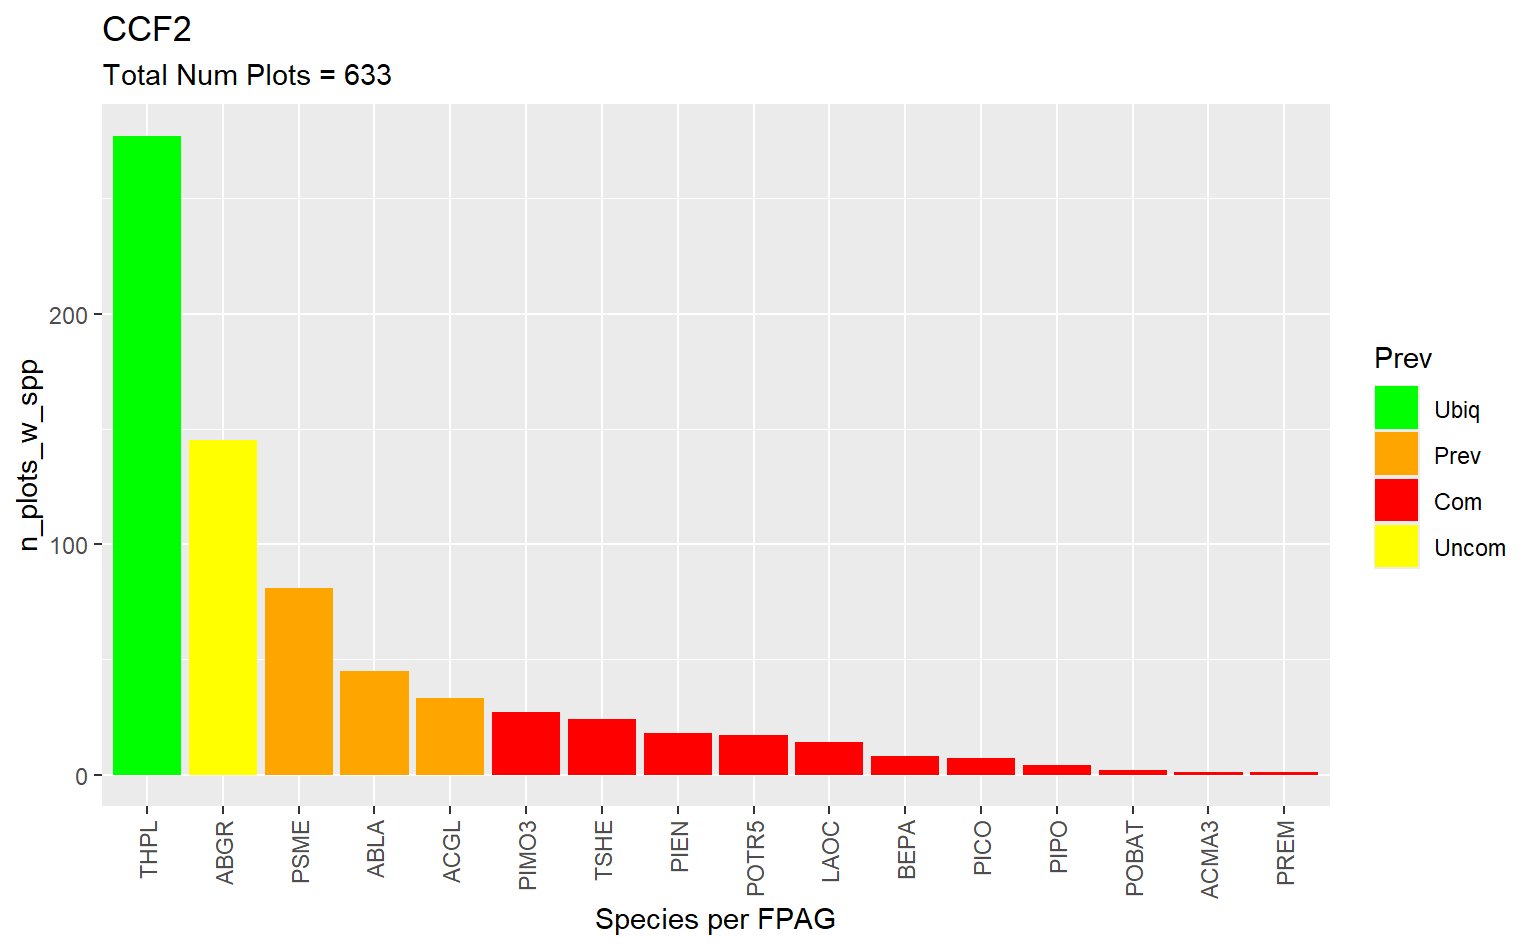 CCF2
Total Num Plots = 633
n_plots_w_spp
200
100
0
THPL
ABGR
PSME
ABLA
ACGL
PIMO3
TSHE
PIEN
POTR5
LAOC
BEPA
PICO
PIPO
POBAT
ACMA3
PREM
Species per FPAG
Prev
Ubiq
Prev
Com
Uncom